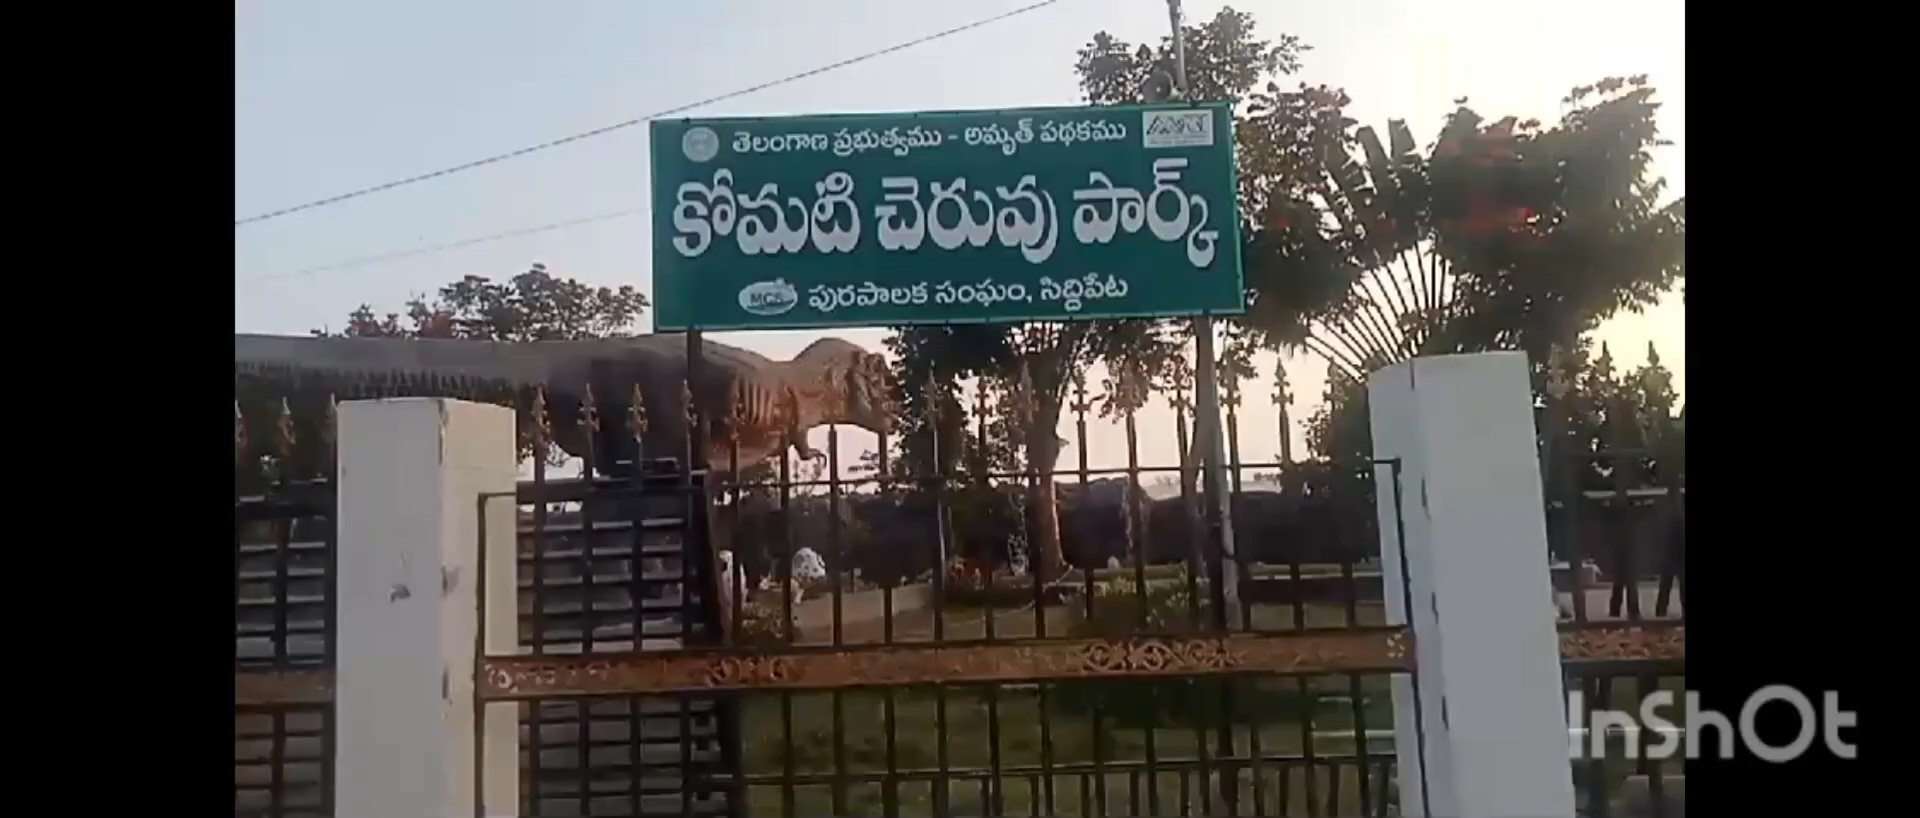 తెలంగాణ ప్రభుత్వము - అమృత్ పథకము
కోమటి చెరువు పార్క్
పురపాలక సంఘం, సిద్దిపేట
InShOt